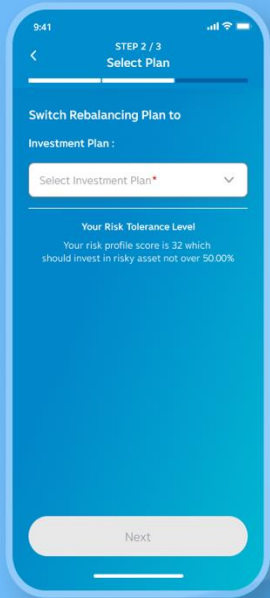 9:41
STEP 2 / 3
Select Plan
Switch Rebalancing Plan to
Investment Plan :
Select Investment Plan*
Your Risk Tolerance Level
Your risk profile score is 32 which
should invest in risky asset not over 50.00%
Next